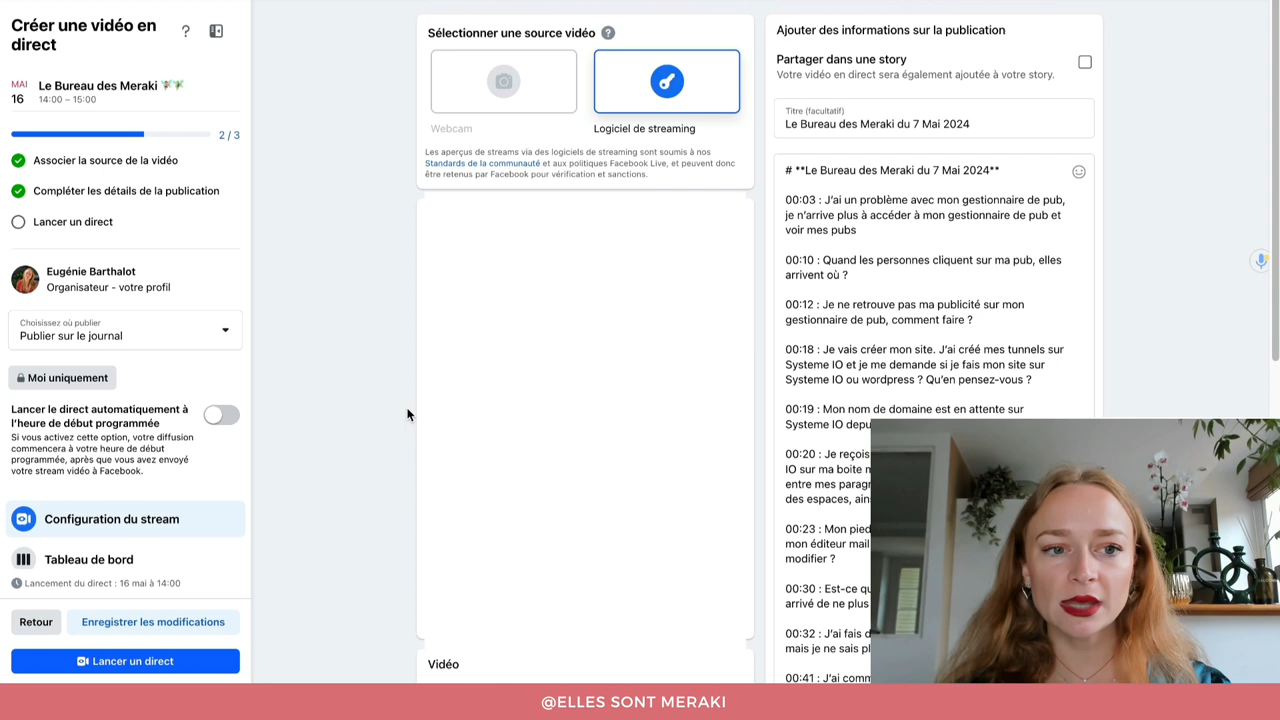 Créer une vidéo en
direct
?
MAI
16
Le Bureau des Meraki
14:00 – 15:00
2 / 3
Associer la source de la vidéo
Compléter les détails de la publication
Lancer un direct
Eugénie Barthalot
Organisateur - votre profil
Choisissez où publier
Publier sur le journal
Moi uniquement
Lancer le direct automatiquement à
l'heure de début programmée
Si vous activez cette option, votre diffusion
commencera à votre heure de début
programmée, après que vous avez envoyé
votre stream vidéo à Facebook.
Configuration du stream
Tableau de bord
Lancement du direct : 16 mai à 14:00
Retour
Enregistrer les modifications
Lancer un direct
Sélectionner une source vidéo ?
Webcam
Logiciel de streaming
Les aperçus de streams via des logiciels de streaming sont soumis à nos
Standards de la communauté et aux politiques Facebook Live, et peuvent donc
être retenus par Facebook pour vérification et sanctions.
Vidéo
Ajouter des informations sur la publication
Partager dans une story
Votre vidéo en direct sera également ajoutée à votre story.
Titre (facultatif)
Le Bureau des Meraki du 7 Mai 2024
# **Le Bureau des Meraki du 7 Mai 2024**
00:03 : J'ai un problème avec mon gestionnaire de pub,
je n'arrive plus à accéder à mon gestionnaire de pub et
voir mes pubs
00:10 : Quand les personnes cliquent sur ma pub, elles
arrivent où ?
00:12 : Je ne retrouve pas ma publicité sur mon
gestionnaire de pub, comment faire ?
00:18 : Je vais créer mon site. J'ai créé mes tunnels sur
Systeme IO et je me demande si je fais mon site sur
Systeme IO ou wordpress ? Qu'en pensez-vous ?
00:19 : Mon nom de domaine est en attente sur
Systeme IO depu
00:20 : Je reçois
IO sur ma boite m
entre mes parag
des espaces, ain
00:23 : Mon pied
mon éditeur mail
modifier ?
00:30 : Est-ce qu
arrivé de ne plus
00:32 : J'ai fais d
mais je ne sais pl
00:41 : J'ai comm
@ELLES SONT MERAKI